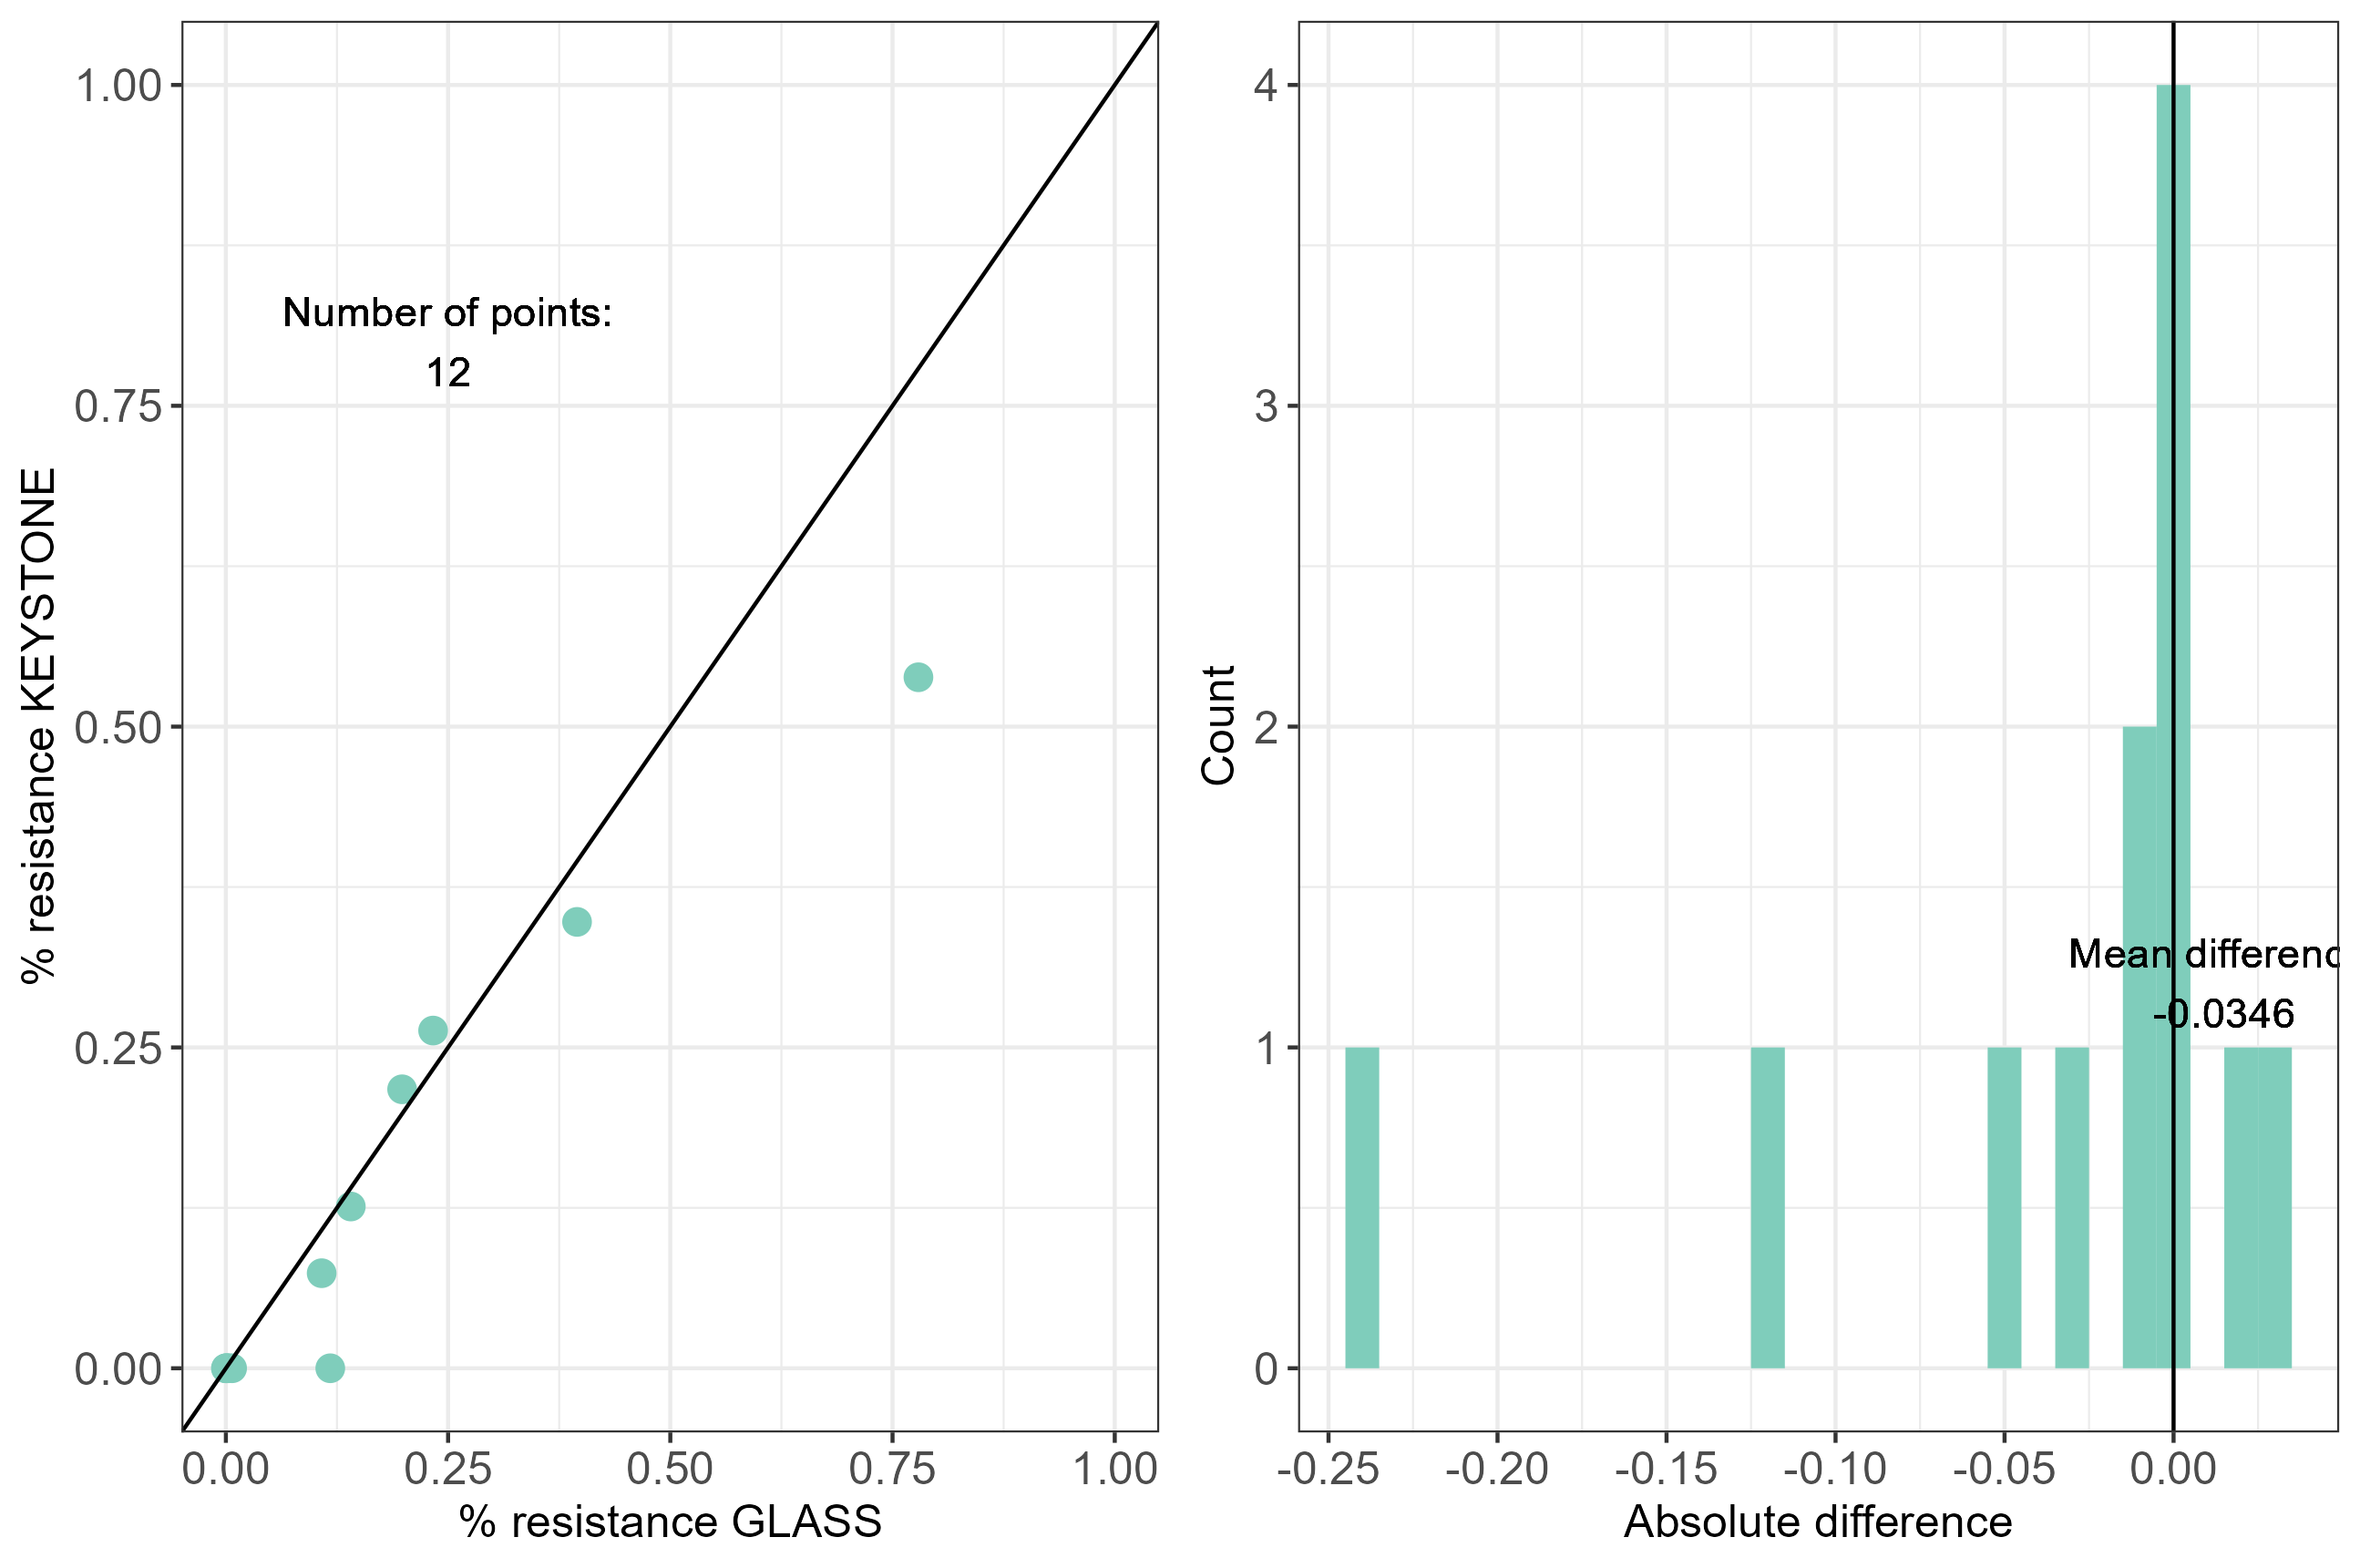 1.00
0.75
0.50
0.25
0.00
% resistance KEYSTONE
Number of points:
12
0.00 0.25 0.50 0.75 1.00
% resistance GLASS
4
3
2
1
0
Count
Mean differenc
-0.0346
-0.25 -0.20 -0.15 -0.10 -0.05 0.00
Absolute difference